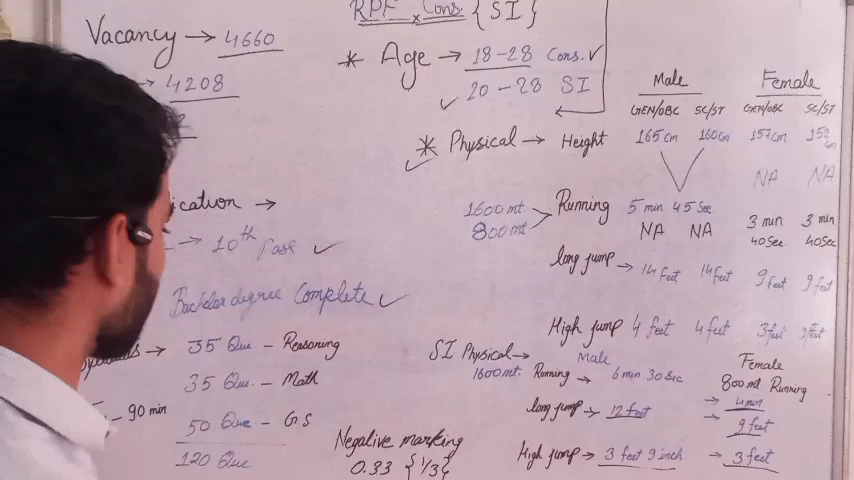 RPF Cons. {SI}
Vacancy → 4660
→ 4208
* Age → 18-28 Cons. ✓
✓ 20-28 SI
Male Female
GEN/OBC SC/ST GEN/OBC SC/ST
* Physical → Height 165 cm 160 cm 157 cm 152 cm
NA NA
1600 mt. Running 5 min 45 Sec
800 mt NA NA 3 min 40 Sec 3 min 40 Sec
long jump → 14 feet 14 feet 9 feet 9 feet
High jump 4 feet 4 feet 3 feet 3 feet
ication →
→ 10th Pass ✓
Bachlor degree Complete ✓
→ 35 Que. - Reasoning
35 Que. - Math
- 90 min
50 Que - G.S
120 Que
Negative marking
0.33 {1/3}
SI Physical → Male Female
1600 mt. Running → 6 min 30 Sec 800 mt Running
→ 4 min
long jump → 12 feet → 9 feet
High jump → 3 feet 9 inch → 3 feet